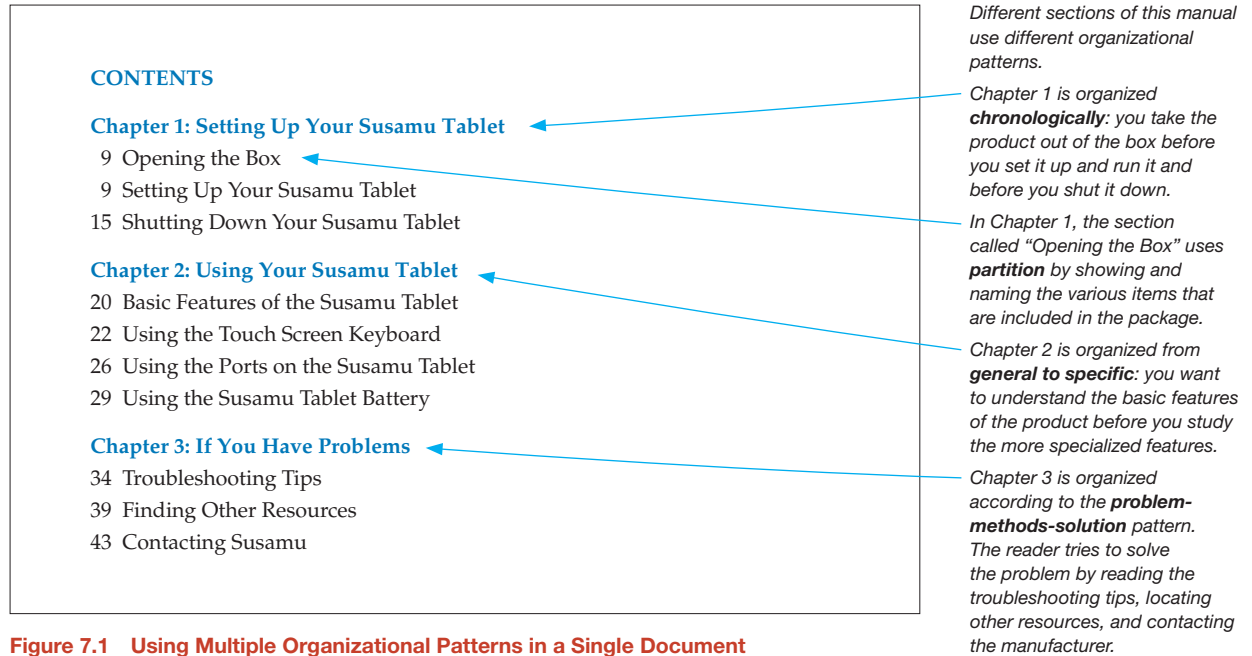 CONTENTS
Chapter 1: Setting Up Your Susamu Tablet
9 Opening the Box
9 Setting Up Your Susamu Tablet
15 Shutting Down Your Susamu Tablet
Chapter 2: Using Your Susamu Tablet
20 Basic Features of the Susamu Tablet
22 Using the Touch Screen Keyboard
26 Using the Ports on the Susamu Tablet
29 Using the Susamu Tablet Battery
Chapter 3: If You Have Problems
34 Troubleshooting Tips
39 Finding Other Resources
43 Contacting Susamu
Different sections of this manual
use different organizational
patterns.
Chapter 1 is organized
chronologically: you take the
product out of the box before
you set it up and run it and
before you shut it down.
In Chapter 1, the section
called “Opening the Box” uses
partition by showing and
naming the various items that
are included in the package.
Chapter 2 is organized from
general to specific: you want
to understand the basic features
of the product before you study
the more specialized features.
Chapter 3 is organized
according to the problem-
methods-solution pattern.
The reader tries to solve
the problem by reading the
troubleshooting tips, locating
other resources, and contacting
the manufacturer.
Figure 7.1 Using Multiple Organizational Patterns in a Single Document